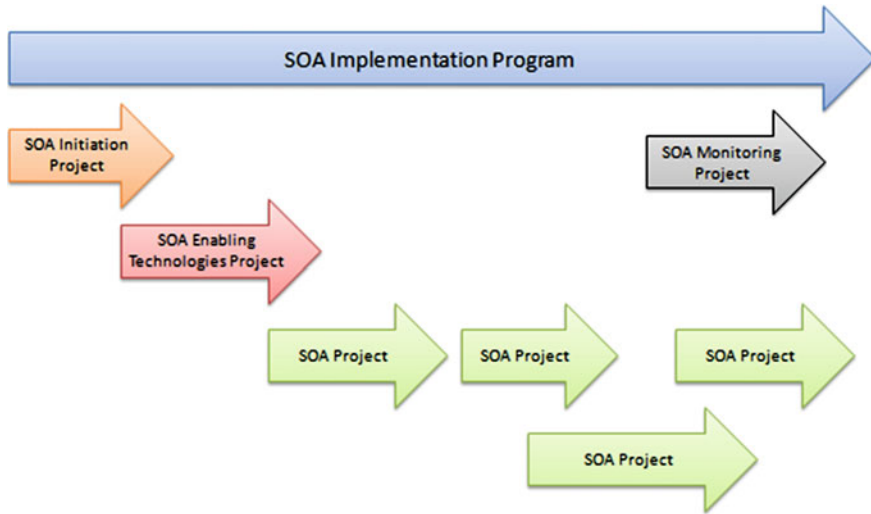 SOA Implementation Program
SOA Initiation
Project
SOA Monitoring
Project
SOA Enabling
Technologies Project
SOA Project
SOA Project
SOA Project
SOA Project